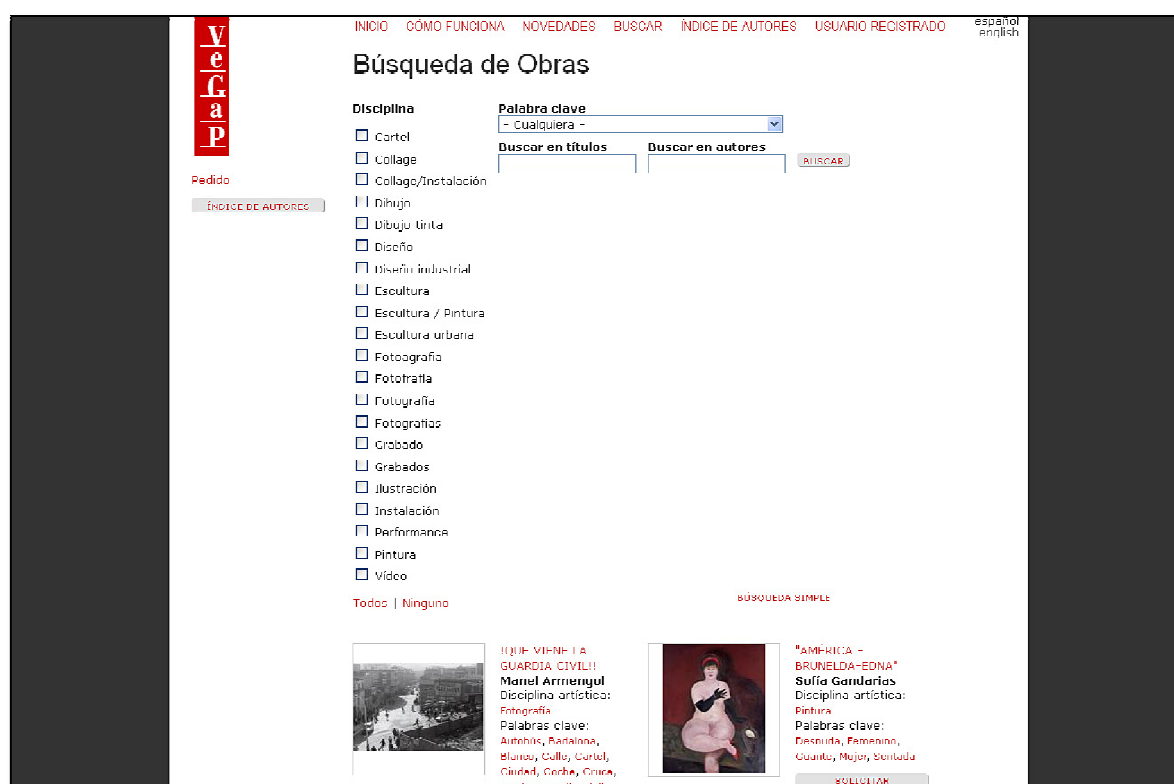 VeGaP
INICIO CÓMO FUNCIONA NOVEDADES BUSCAR ÍNDICE DE AUTORES USUARIO REGISTRADO
español
english
Búsqueda de Obras
Pedido
ÍNDICE DE AUTORES
Disciplina
Cartel
Collage
Collage/Instalación
Dibujo
Dibujo tinta
Diseño
Diseño industrial
Escultura
Escultura / Pintura
Escultura urbana
Fotoagrafia
Fotofrafía
Fotografía
Fotografías
Grabado
Grabados
Ilustración
Instalación
Performance
Pintura
Vídeo
Todos | Ninguno
Palabra clave
- Cualquiera -
Buscar en títulos Buscar en autores
BUSCAR
BÚSQUEDA SIMPLE
!QUE VIENE LA
GUARDIA CIVIL!!
Manel Armengol
Disciplina artística:
Fotografía
Palabras clave:
Autobús, Badalona,
Blanco, Calle, Cartel,
Ciudad, Coche, Cruce,
"AMÉRICA -
BRUNELDA-EDNA"
Sofía Gandarias
Disciplina artística:
Pintura
Palabras clave:
Desnuda, Femenino,
Guante, Mujer, Sentada
SOLICITAR